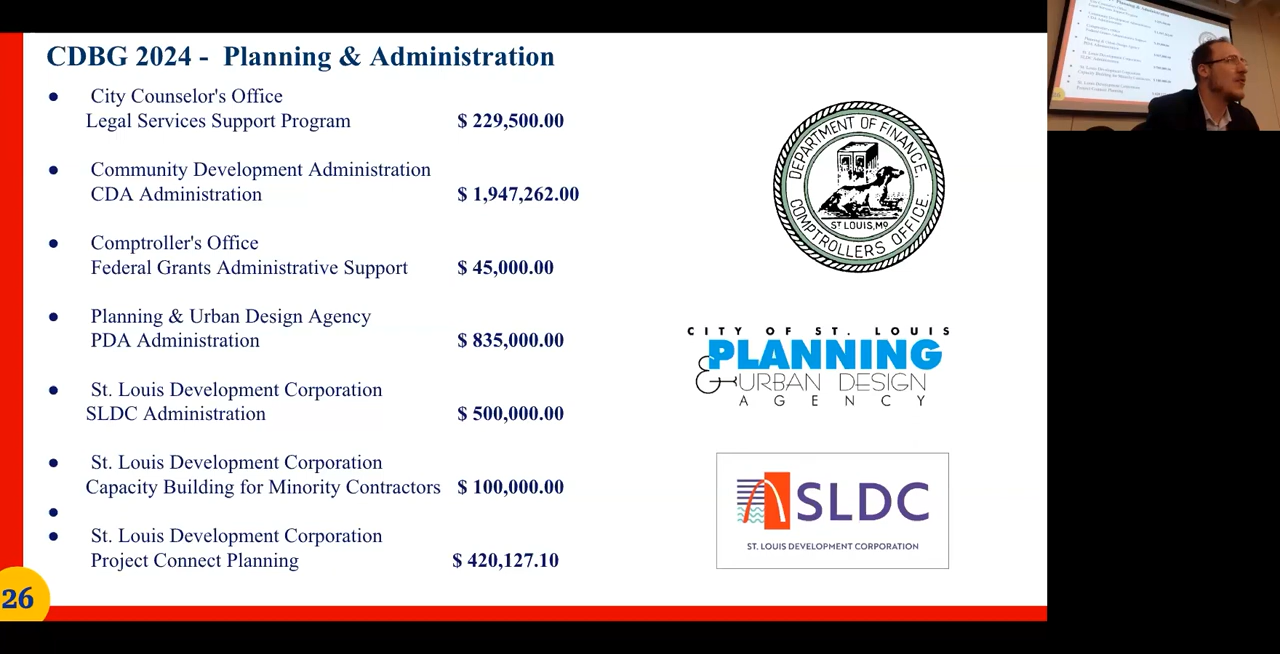 CDBG 2024 - Planning & Administration
● City Counselor's Office
Legal Services Support Program $ 229,500.00
● Community Development Administration
CDA Administration $ 1,947,262.00
● Comptroller's Office
Federal Grants Administrative Support $ 45,000.00
● Planning & Urban Design Agency
PDA Administration $ 835,000.00
● St. Louis Development Corporation
SLDC Administration $ 500,000.00
● St. Louis Development Corporation
Capacity Building for Minority Contractors $ 100,000.00
●
● St. Louis Development Corporation
Project Connect Planning $ 420,127.10
26
DEPARTMENT OF FINANCE,
COMPTROLLERS OFFICE.
ST LOUIS, MO
CITY OF ST. LOUIS
PLANNING
& URBAN DESIGN
AGENCY
SLDC
ST. LOUIS DEVELOPMENT CORPORATION